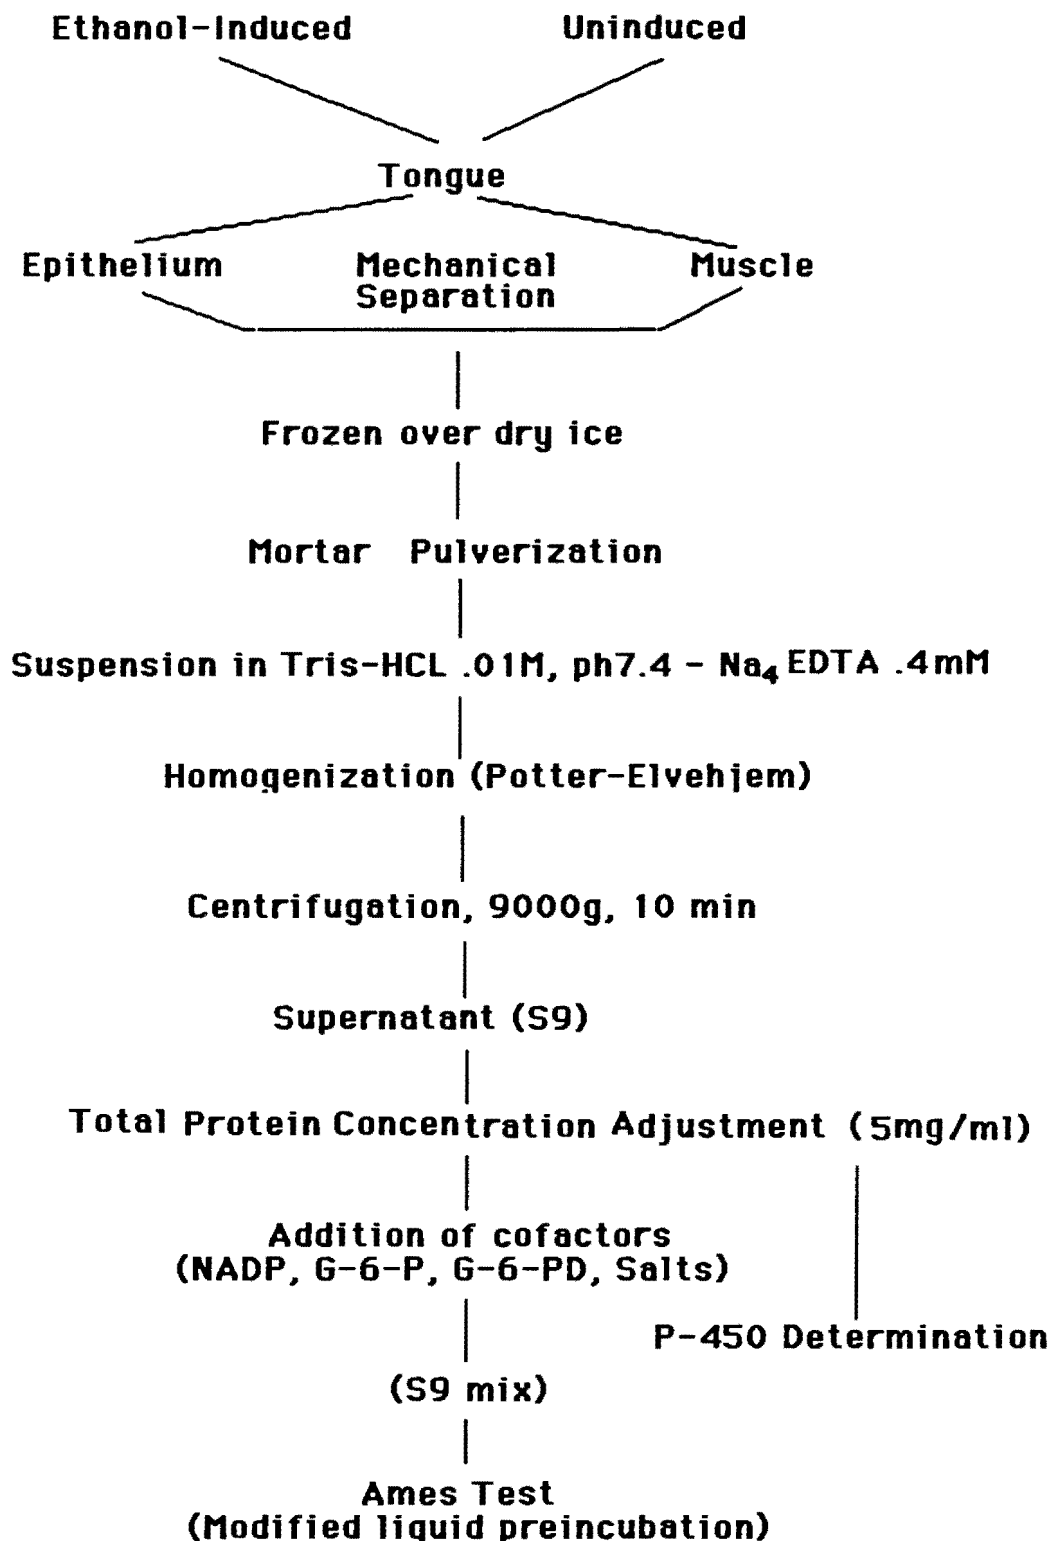 Ethanol-Induced Uninduced
Tongue
Epithelium Mechanical Muscle
Separation
Frozen over dry ice
Mortar Pulverization
Suspension in Tris-HCL .01M, ph7.4 - Na₄ EDTA .4mM
Homogenization (Potter-Elvehjem)
Centrifugation, 9000g, 10 min
Supernatant (S9)
Total Protein Concentration Adjustment (5mg/ml)
Addition of cofactors
(NADP, G-6-P, G-6-PD, Salts)
P-450 Determination
(S9 mix)
Ames Test
(Modified liquid preincubation)